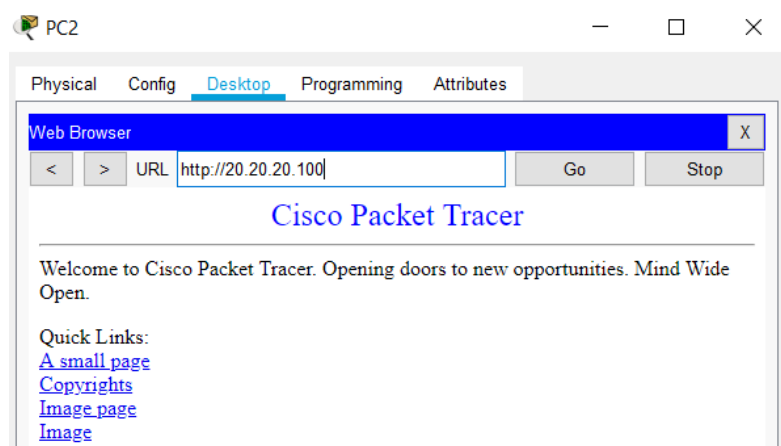 PC2
Physical Config Desktop Programming Attributes
Web Browser X
< > URL http://20.20.20.100 Go Stop
Cisco Packet Tracer
Welcome to Cisco Packet Tracer. Opening doors to new opportunities. Mind Wide
Open.
Quick Links:
A small page
Copyrights
Image page
Image